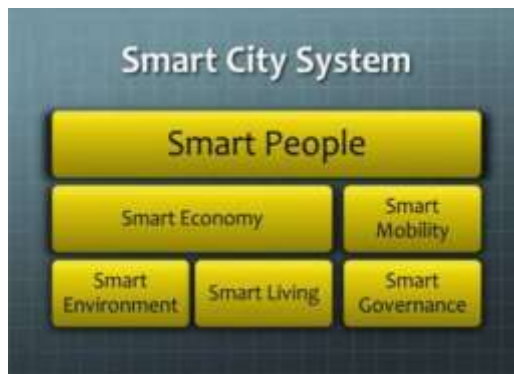 Smart City System
Smart People
Smart Economy
Smart
Mobility
Smart
Environment
Smart Living
Smart
Governance